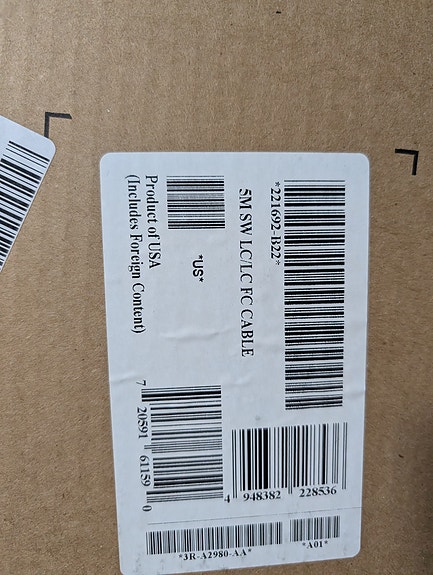 *221692-B22*
5M SW LC/LC FC CABLE
*US*
Product of USA
(Includes Foreign Content)
7 20591 61159 0
4 948382 228536
*3R-A2980-AA*
*A01*